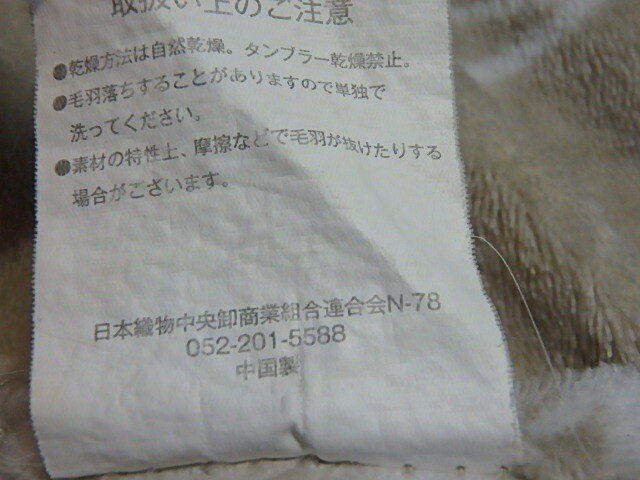 取扱い上のご注意
●乾燥方法は自然乾燥。タンブラー乾燥禁止。
●毛羽落ちすることがありますので単独で
洗ってください。
●素材の特性上、摩擦などで毛羽が抜けたりする
場合がございます。
日本織物中央卸商業組合連合会N-78
052-201-5588
中国製